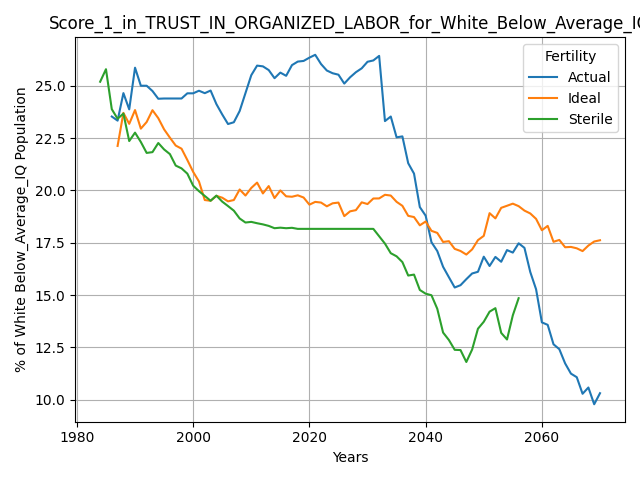 Score_1_in_TRUST_IN_ORGANIZED_LABOR_for_White_Below_Average_IQ
Fertility
Actual
Ideal
Sterile
% of White Below_Average_IQ Population
25.0
22.5
20.0
17.5
15.0
12.5
10.0
1980
2000
2020
2040
2060
Years